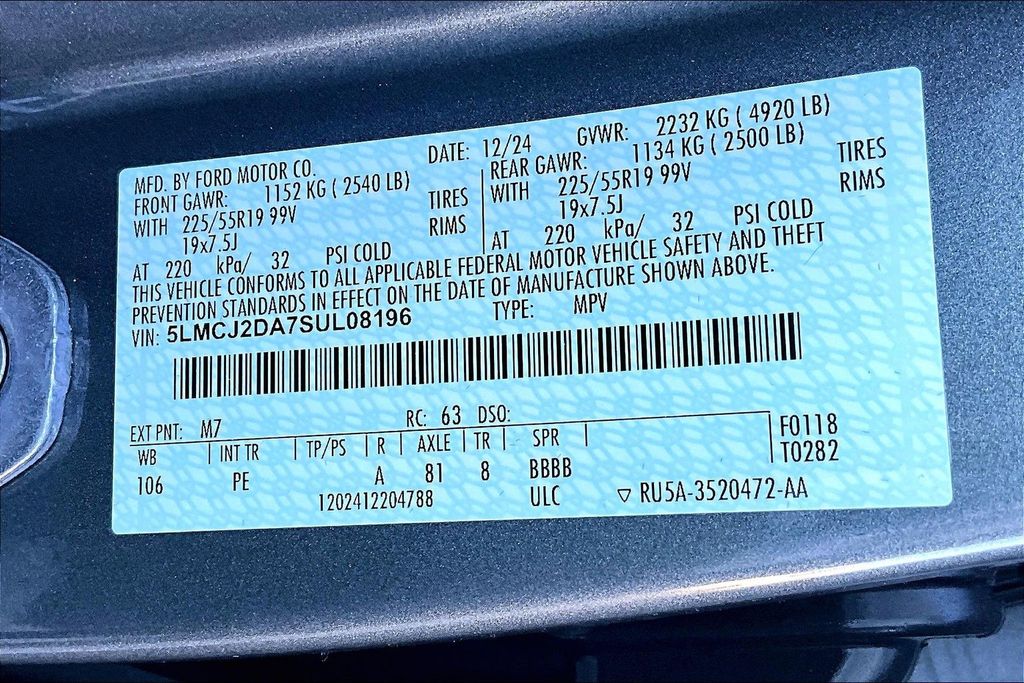 MFD. BY FORD MOTOR CO. DATE: 12/24 GVWR: 2232 KG ( 4920 LB)
FRONT GAWR: 1152 KG ( 2540 LB) REAR GAWR: 1134 KG ( 2500 LB)
WITH 225/55R19 99V TIRES WITH 225/55R19 99V TIRES
19x7.5J RIMS 19x7.5J RIMS
AT 220 kPa/ 32 PSI COLD AT 220 kPa/ 32 PSI COLD
THIS VEHICLE CONFORMS TO ALL APPLICABLE FEDERAL MOTOR VEHICLE SAFETY AND THEFT
PREVENTION STANDARDS IN EFFECT ON THE DATE OF MANUFACTURE SHOWN ABOVE.
VIN: 5LMCJ2DA7SUL08196 TYPE: MPV
EXT PNT: M7 RC: 63 DSO: F0118
WB INT TR TP/PS R AXLE TR SPR T0282
106 PE A 81 8 BBBB
1202412204788 ULC ▽ RU5A-3520472-AA